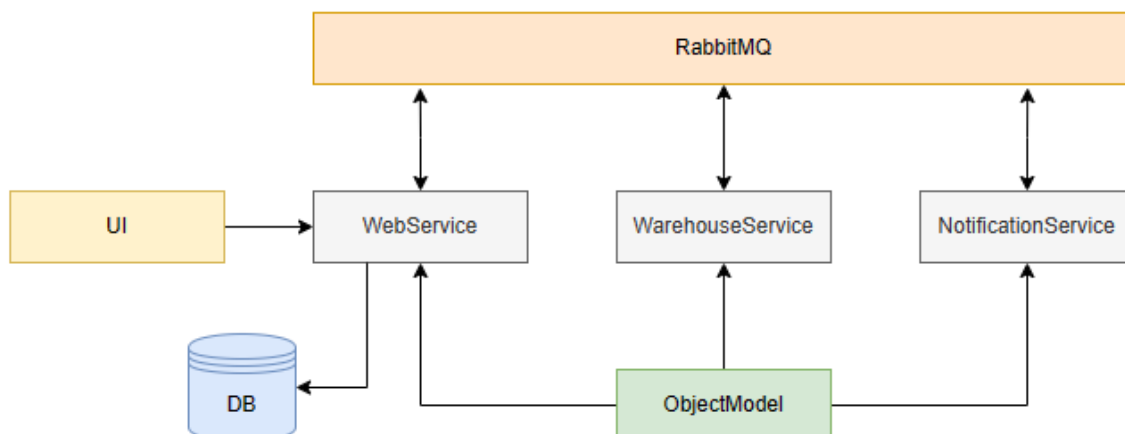 RabbitMQ
UI
WebService
WarehouseService
NotificationService
DB
ObjectModel